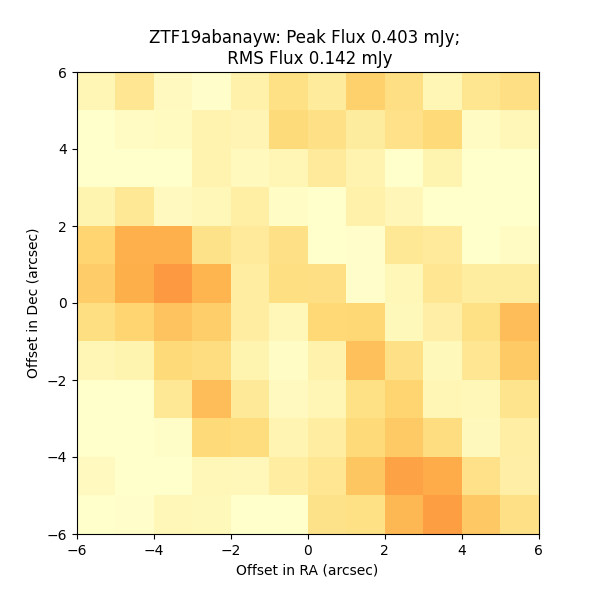 ZTF19abanayw: Peak Flux 0.403 mJy;
RMS Flux 0.142 mJy
6
4
2
0
−2
−4
−6
Offset in Dec (arcsec)
−6 −4 −2 0 2 4 6
Offset in RA (arcsec)